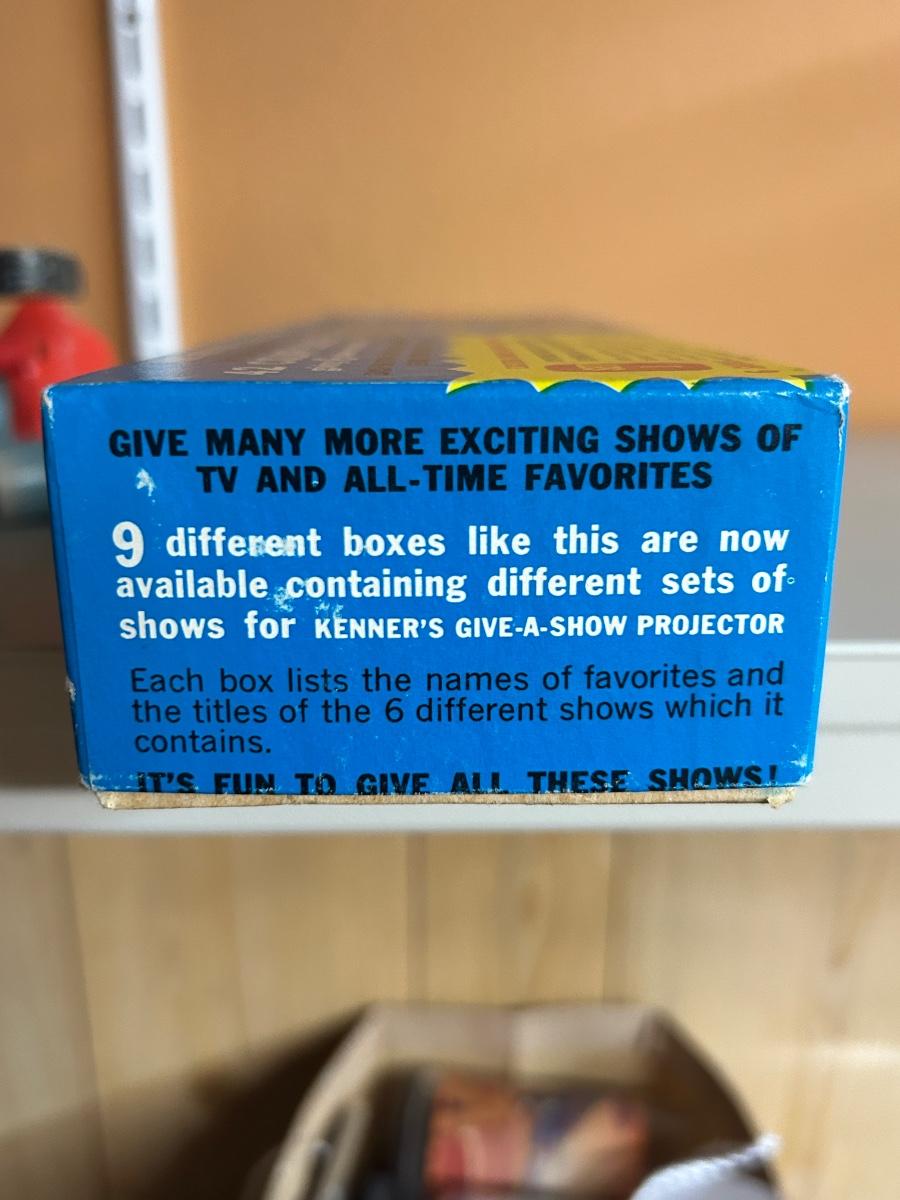 GIVE MANY MORE EXCITING SHOWS OF
TV AND ALL-TIME FAVORITES
9 different boxes like this are now
available containing different sets of
shows for KENNER'S GIVE-A-SHOW PROJECTOR
Each box lists the names of favorites and
the titles of the 6 different shows which it
contains.
IT'S FUN TO GIVE ALL THESE SHOWS!